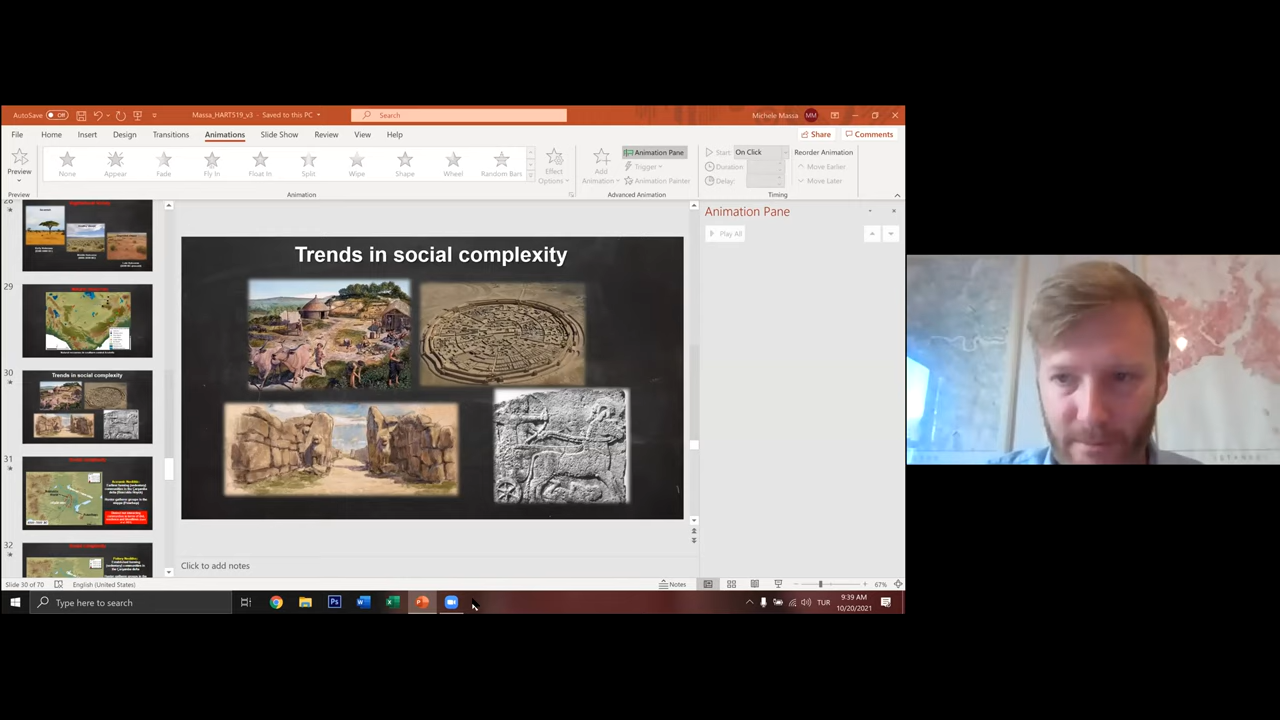 AutoSave Off Massa_HARTS19_v3 - Saved to this PC Search Michele Massa MM
File Home Insert Design Transitions Animations Slide Show Review View Help Share Comments
Preview None Appear Fade Fly In Float In Split Wipe Shape Wheel Random Bars Effect Options Add Animation Animation Pane Trigger Animation Painter Start: On Click Duration: Delay: Reorder Animation Move Earlier Move Later
Preview Animation Advanced Animation Timing
28
29
30
Trends in social complexity
31
32
Trends in social complexity
Animation Pane
Play All
Click to add notes
Slide 30 of 70 English (United States) Notes 67%
Type here to search TUR 9:39 AM
10/20/2021